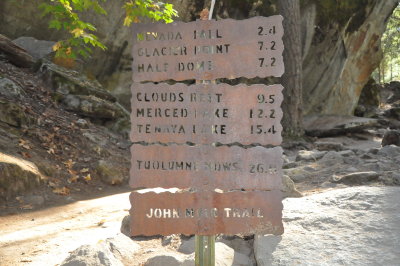 NEVADA FALL 2.4
GLACIER POINT 7.2
HALF DOME 7.2
CLOUDS REST 9.5
MERCED LAKE 12.2
TENAYA LAKE 15.4
TUOLUMNE MDWS. 26.6
JOHN MUIR TRAIL